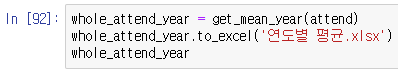 In [92]: whole_attend_year = get_mean_year(attend)
whole_attend_year.to_excel('연도별 평균.xlsx')
whole_attend_year